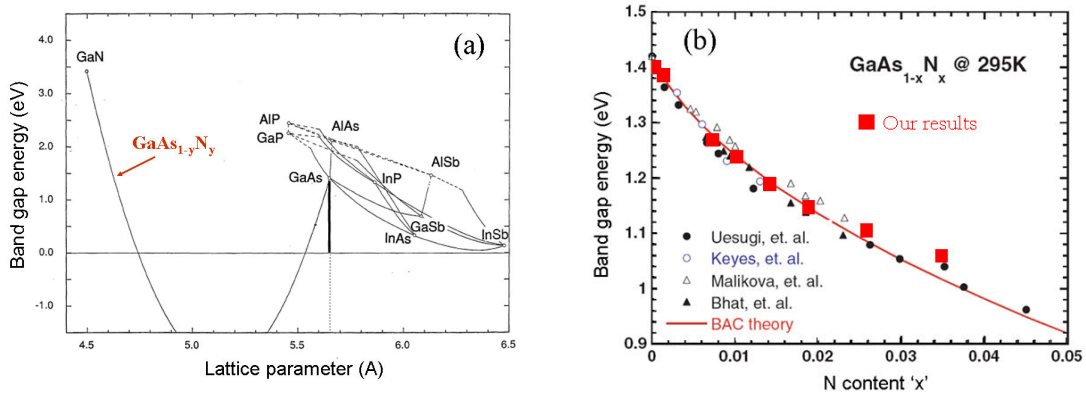 (a)
Band gap energy (eV)
4.0
3.0
2.0
1.0
0.0
-1.0
GaN
GaAs1-yNy
AlP
GaP
AlAs
AlSb
GaAs
InP
GaSb
InAs
InSb
4.5 5.0 5.5 6.0 6.5
Lattice parameter (A)
(b)
Band gap energy (eV)
1.5
1.4
1.3
1.2
1.1
1
0.9
GaAs1-xNx @ 295K
Our results
Uesugi, et. al.
Keyes, et. al.
Malikova, et. al.
Bhat, et. al.
BAC theory
0 0.01 0.02 0.03 0.04 0.05
N content ‘x’